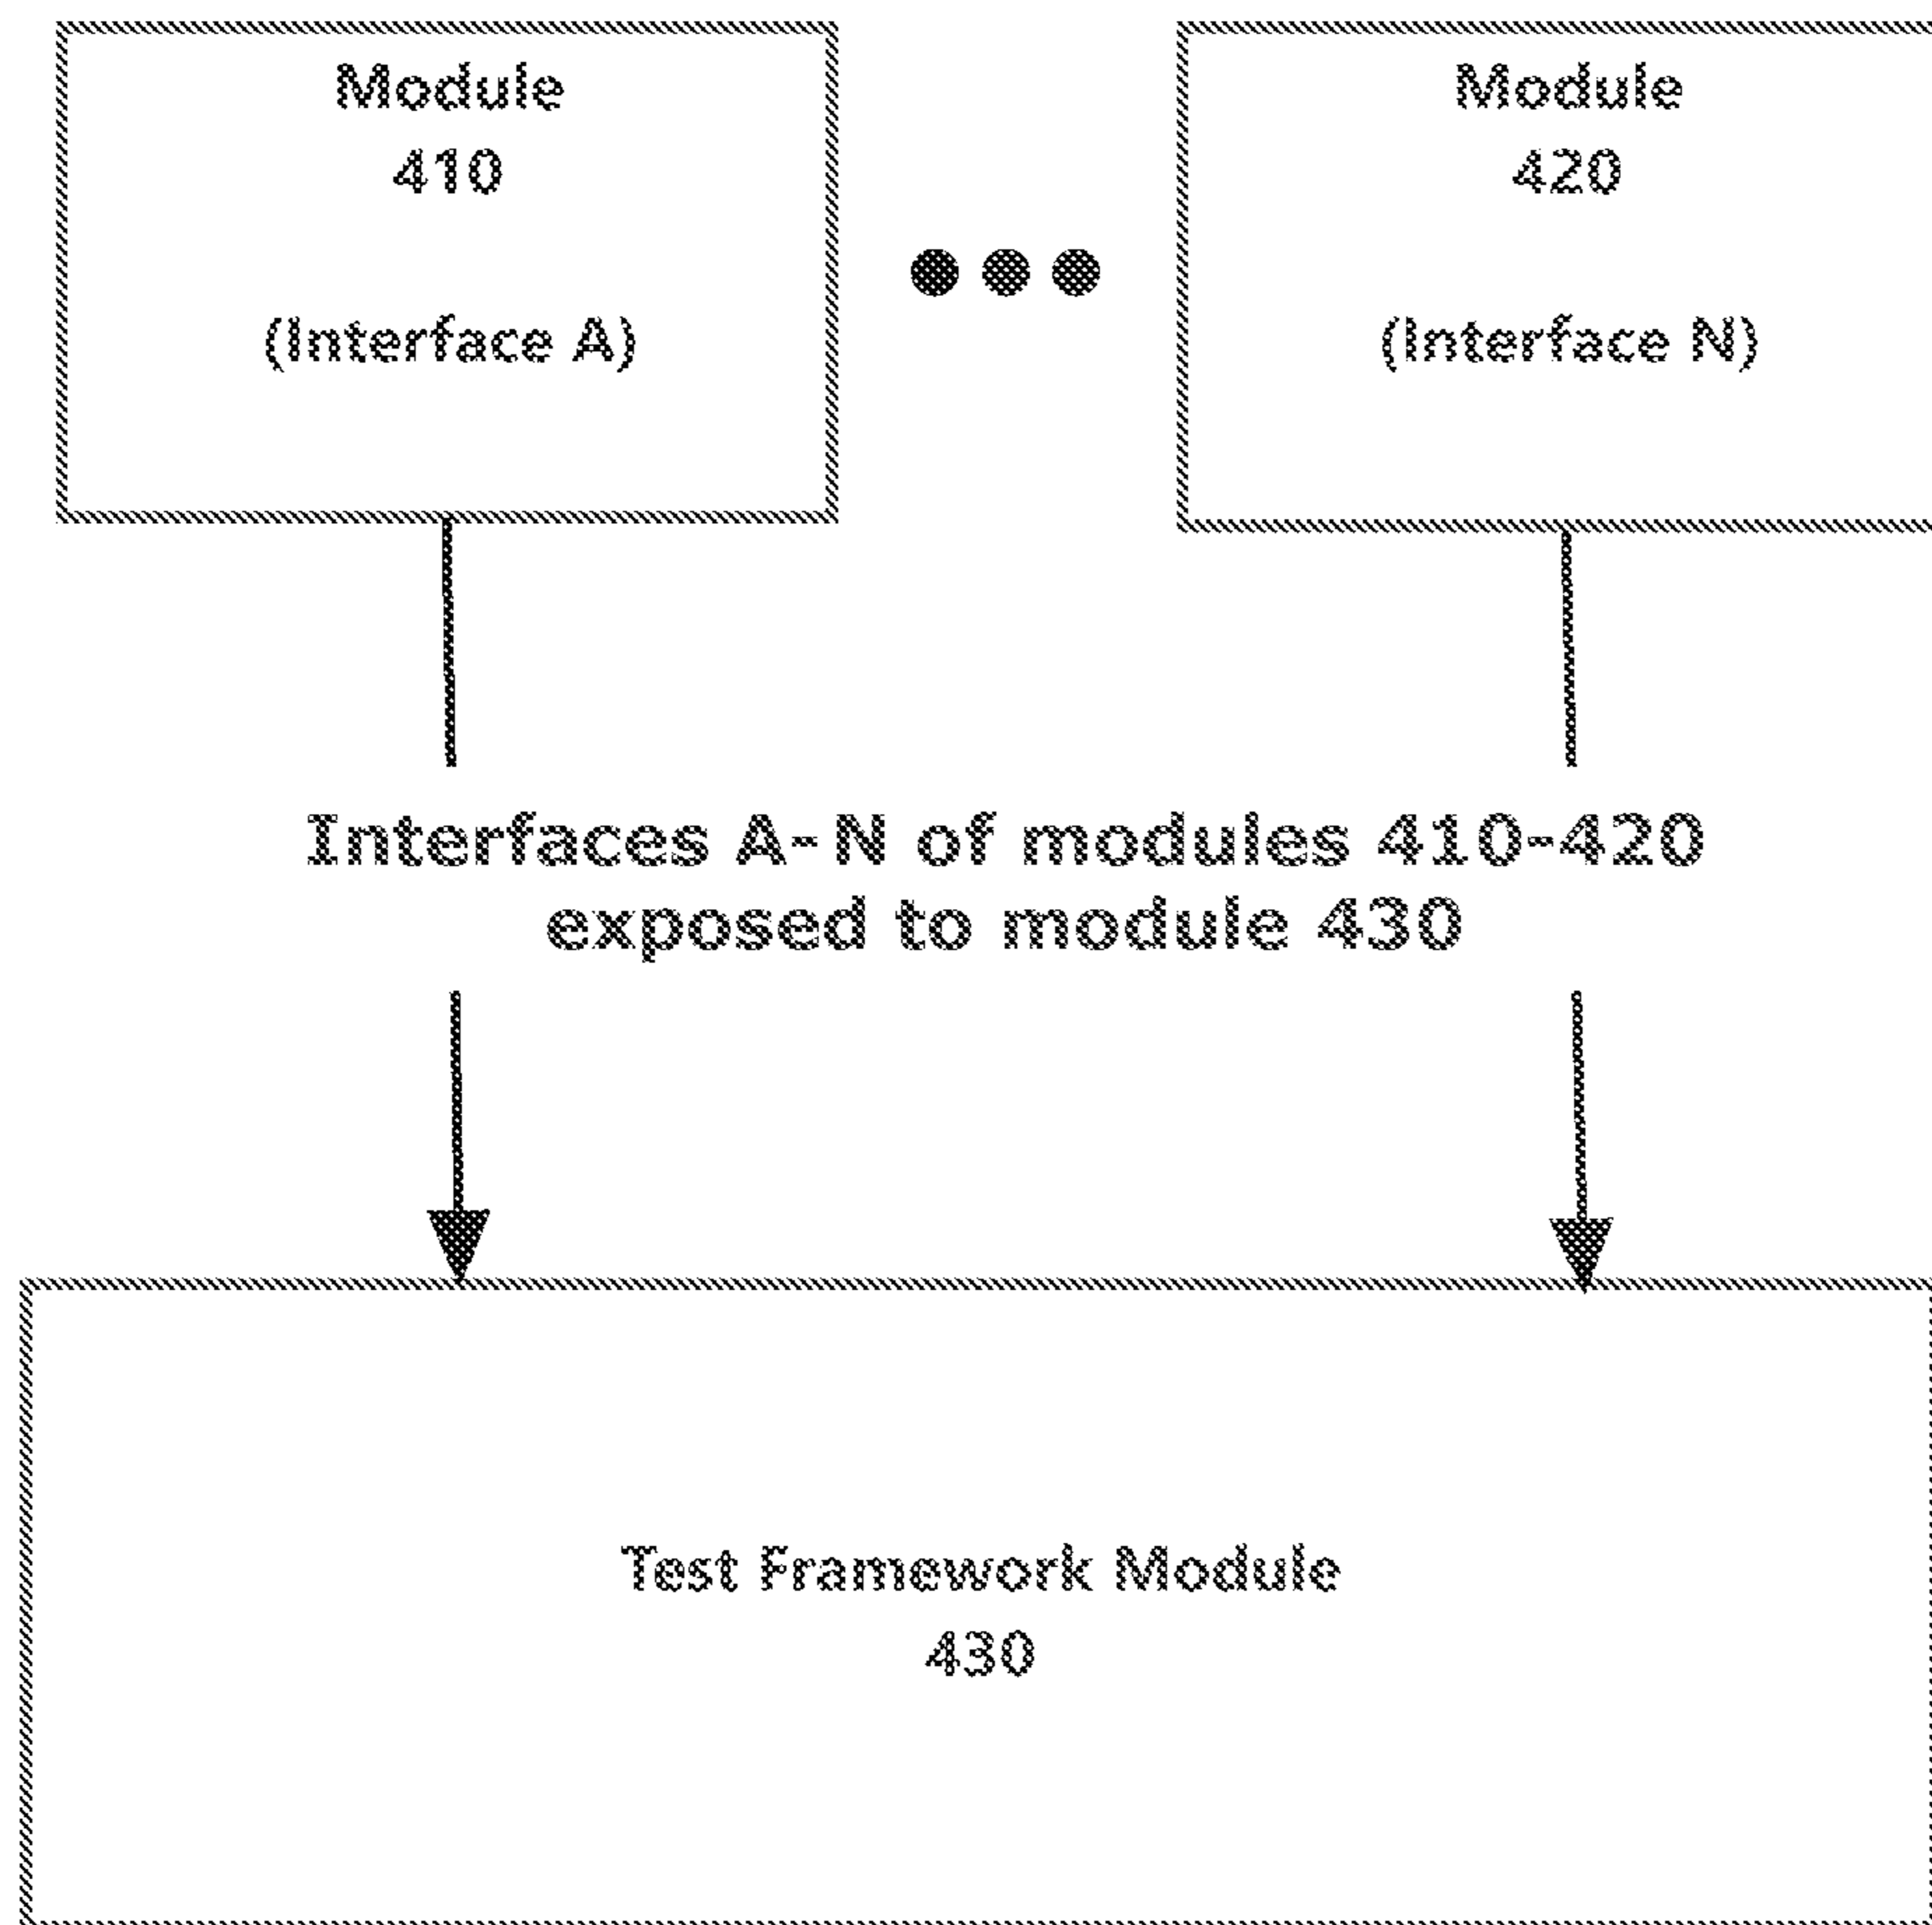 Module
410
(Interface A)
Module
420
(Interface N)
Interfaces A-N of modules 410-420
exposed to module 430
Test Framework Module
430